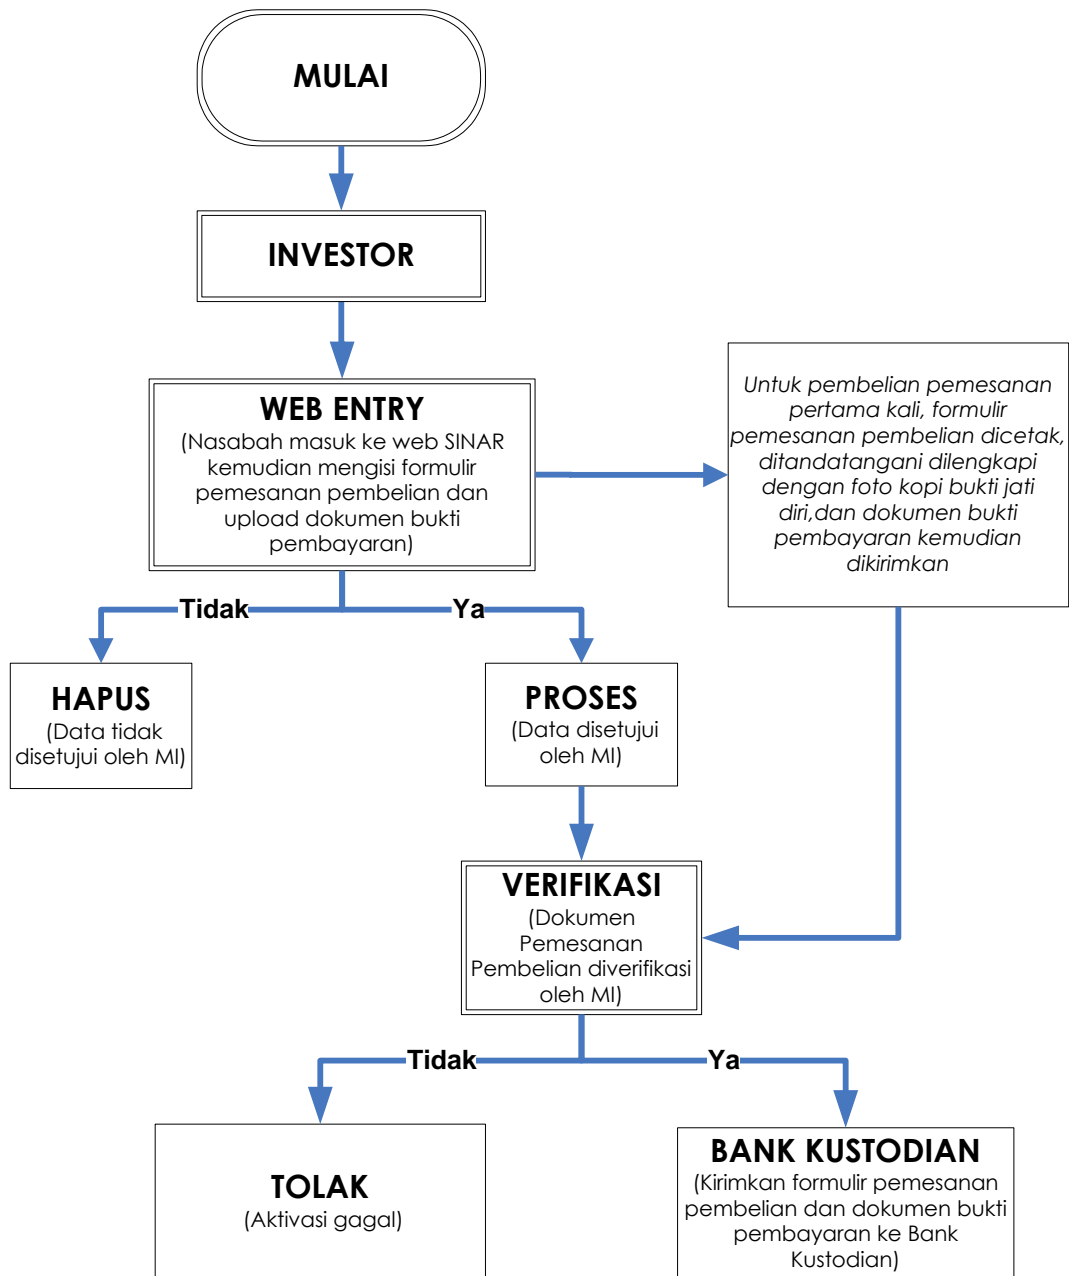 MULAI
INVESTOR
WEB ENTRY
(Nasabah masuk ke web SINAR
kemudian mengisi formulir
pemesanan pembelian dan
upload dokumen bukti
pembayaran)
Untuk pembelian pemesanan
pertama kali, formulir
pemesanan pembelian dicetak,
ditandatangani dilengkapi
dengan foto kopi bukti jati
diri,dan dokumen bukti
pembayaran kemudian
dikirimkan
Tidak
Ya
HAPUS
(Data tidak
disetujui oleh MI)
PROSES
(Data disetujui
oleh MI)
VERIFIKASI
(Dokumen
Pemesanan
Pembelian diverifikasi
oleh MI)
Tidak
Ya
TOLAK
(Aktivasi gagal)
BANK KUSTODIAN
(Kirimkan formulir pemesanan
pembelian dan dokumen bukti
pembayaran ke Bank
Kustodian)